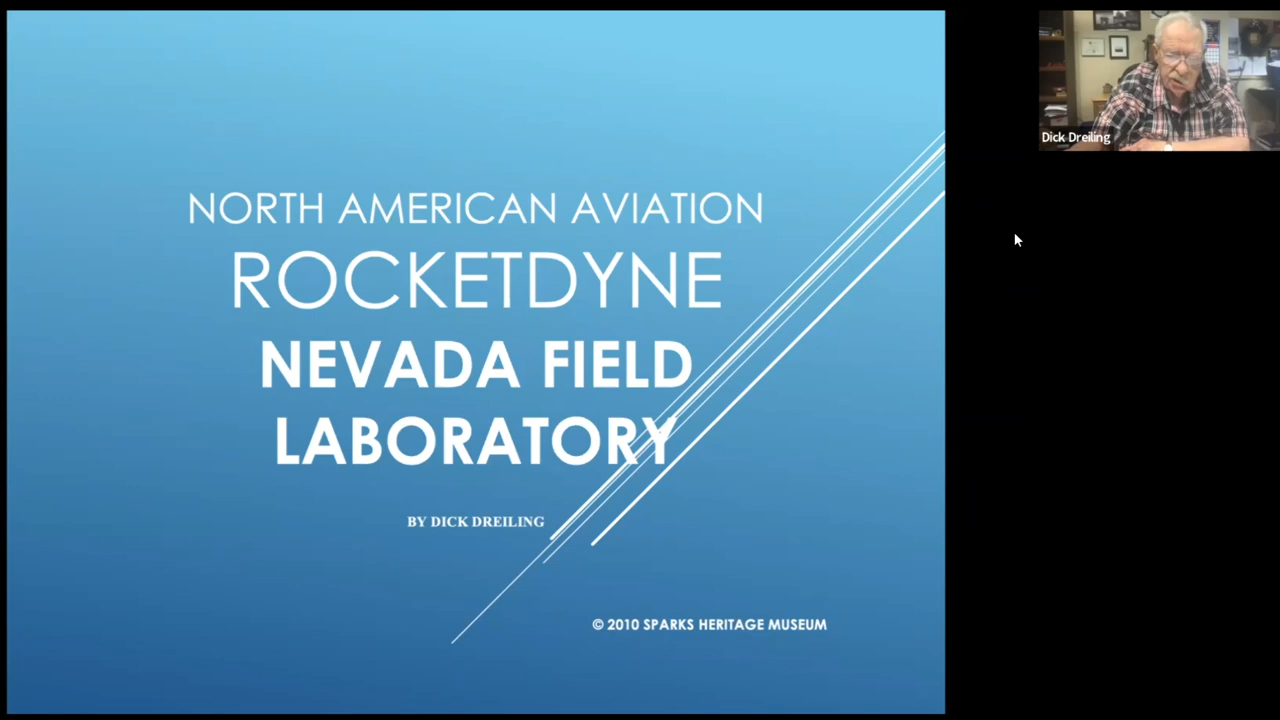 NORTH AMERICAN AVIATION
ROCKETDYNE
NEVADA FIELD
LABORATORY
BY DICK DREILING
© 2010 SPARKS HERITAGE MUSEUM
Dick Dreiling